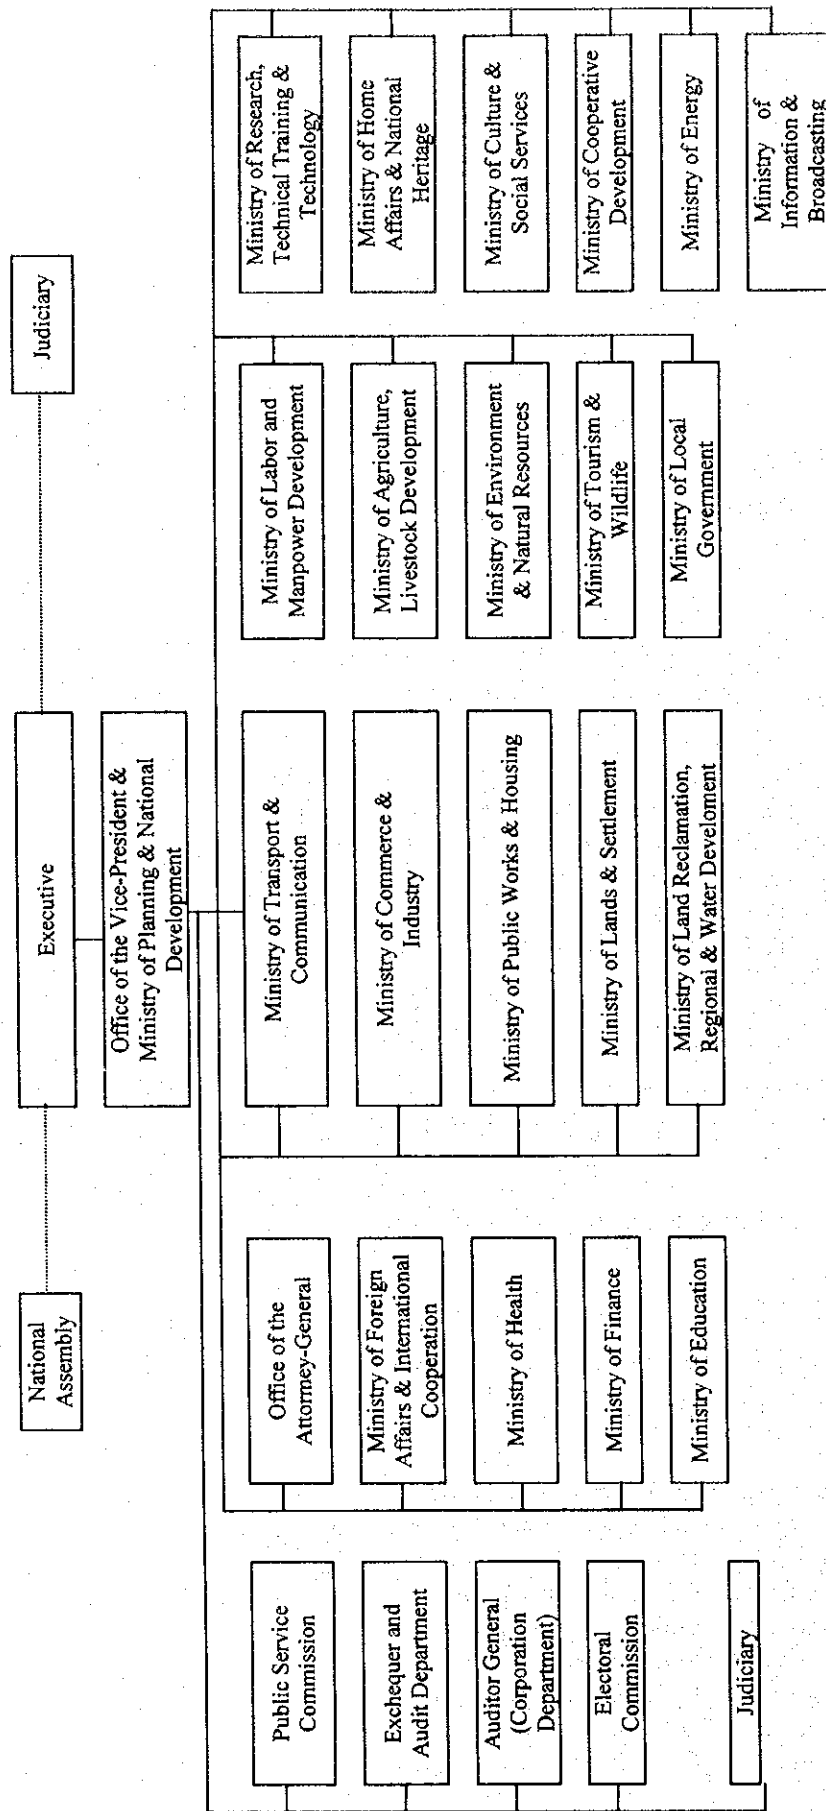 National
Assembly
Executive
Judiciary
Office of the Vice-President &
Ministry of Planning & National
Development
Public Service
Commission
Exchequer and
Audit Department
Auditor General
(Corporation
Department)
Electoral
Commission
Judiciary
Office of the
Attorney-General
Ministry of Foreign
Affairs & International
Cooperation
Ministry of Health
Ministry of Finance
Ministry of Education
Ministry of Transport &
Communication
Ministry of Commerce &
Industry
Ministry of Public Works & Housing
Ministry of Lands & Settlement
Ministry of Land Reclamation,
Regional & Water Develoment
Ministry of Labor and
Manpower Development
Ministry of Agriculture,
Livestock Development
Ministry of Environment
& Natural Resources
Ministry of Tourism &
Wildlife
Ministry of Local
Government
Ministry of Research,
Technical Training &
Technology
Ministry of Home
Affairs & National
Heritage
Ministry of Culture &
Social Services
Ministry of Cooperative
Development
Ministry of Energy
Ministry of
Information &
Broadcasting